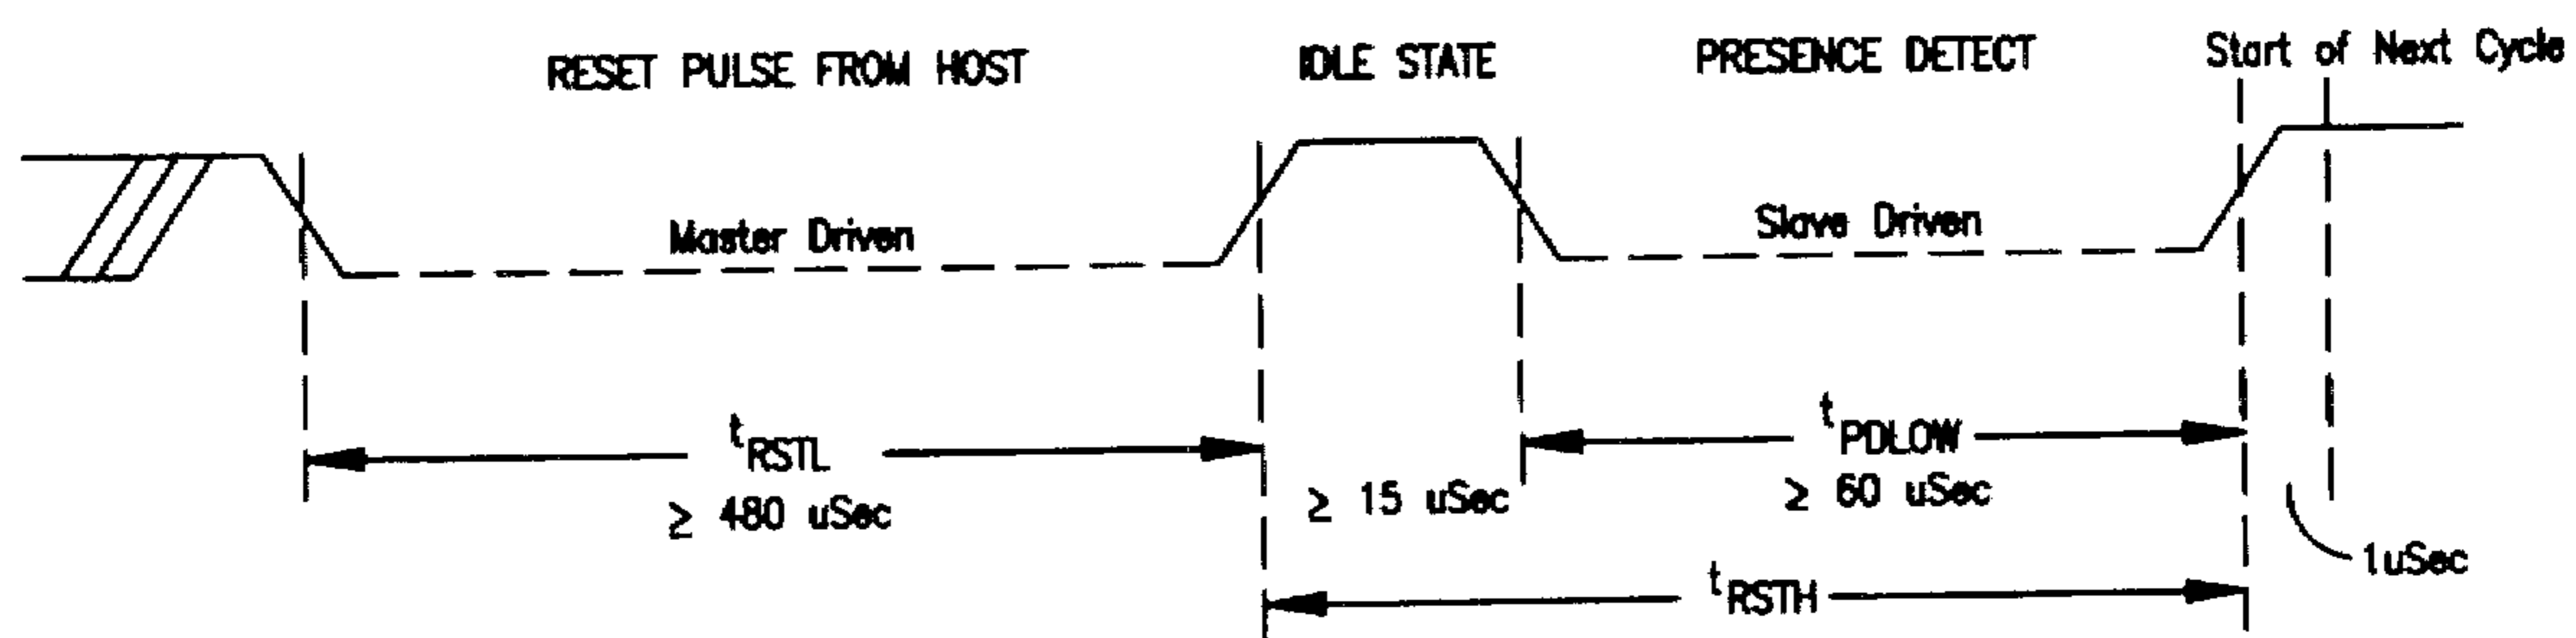 RESET PULSE FROM HOST
IDLE STATE
PRESENCE DETECT
Start of Next Cycle
Master Driven
Slave Driven
tRSTL
≥ 480 uSec
≥ 15 uSec
tPDLOW
≥ 60 uSec
1uSec
tRSTH